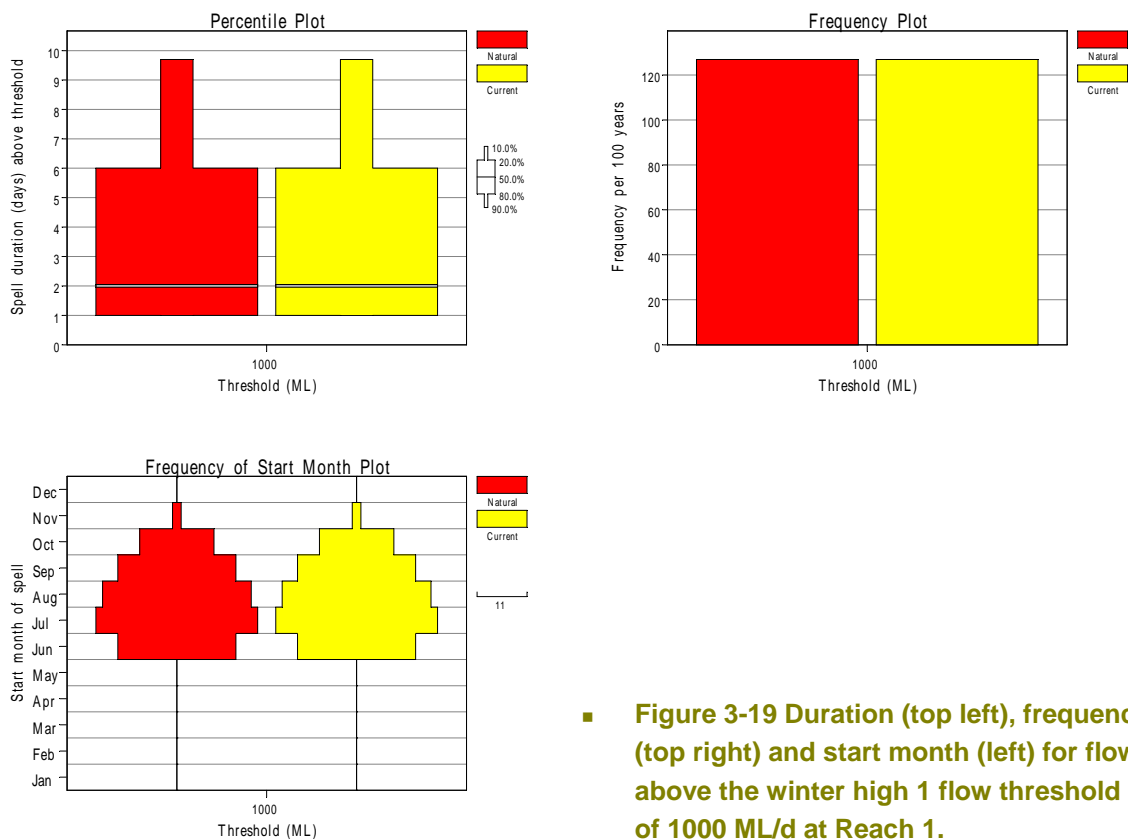 Percentile Plot
10
9
8
7
6
5
4
3
2
1
0
Spell duration (days) above threshold
1000
Threshold (ML)
Natural
Current
10.0%
20.0%
50.0%
80.0%
90.0%
Frequency Plot
120
100
80
60
40
20
0
Frequency per 100 years
1000
Threshold (ML)
Natural
Current
Frequency of Start Month Plot
Dec
Nov
Oct
Sep
Aug
Jul
Jun
May
Apr
Mar
Feb
Jan
Start month of spell
1000
Threshold (ML)
Natural
Current
11
▪ Figure 3-19 Duration (top left), frequenc
(top right) and start month (left) for flow
above the winter high 1 flow threshold
of 1000 ML/d at Reach 1.